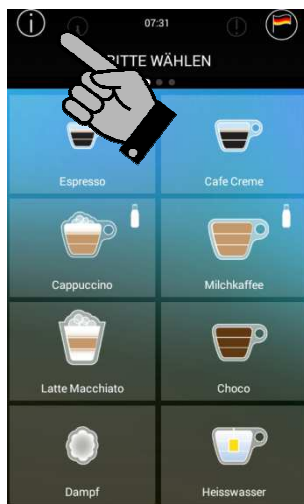 07:31
BITTE WÄHLEN
Espresso
Cafe Creme
Cappuccino
Milchkaffee
Latte Macchiato
Choco
Dampf
Heisswasser